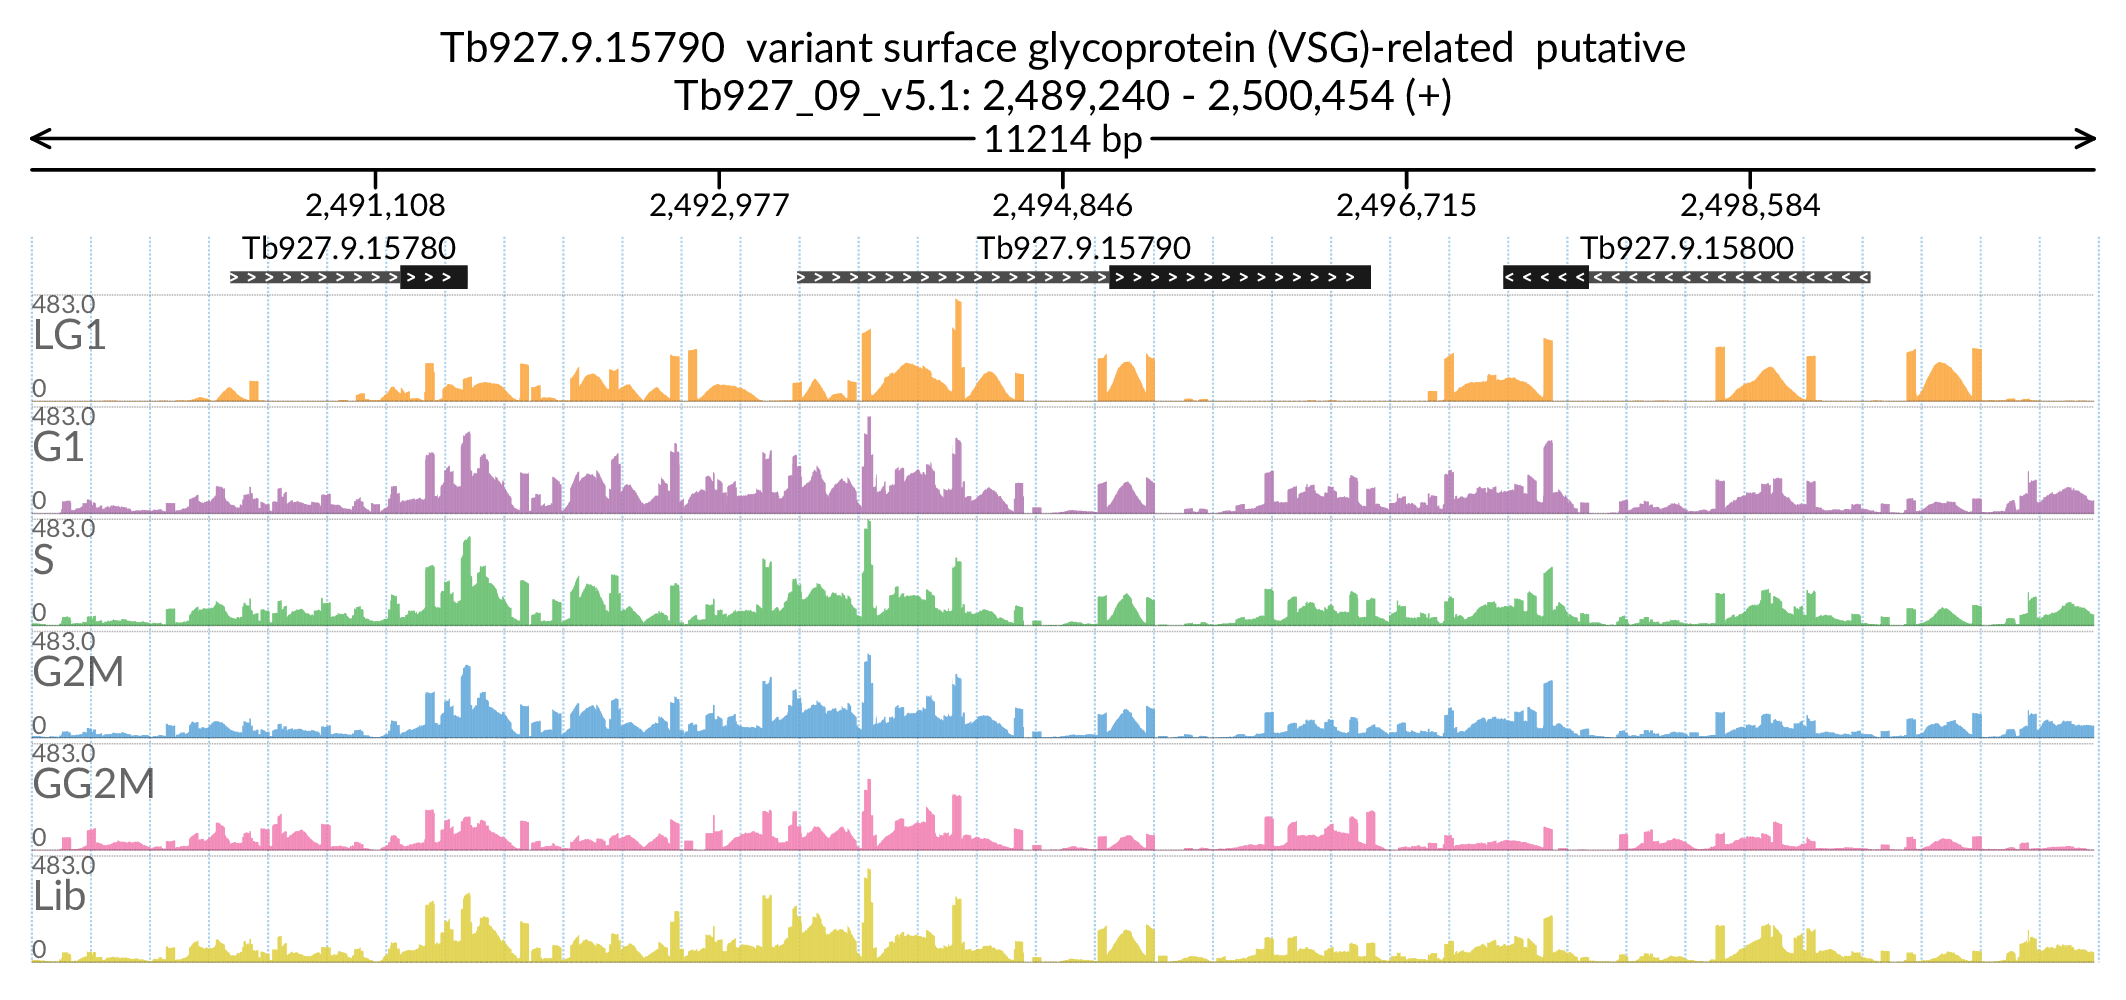 Tb927.9.15790  variant surface glycoprotein (VSG)-related  putative
Tb927_09_v5.1: 2,489,240 - 2,500,454 (+)
11214 bp
2,491,108 2,492,977 2,494,846 2,496,715 2,498,584
Tb927.9.15780 Tb927.9.15790 Tb927.9.15800
483.0
LG1
0
483.0
G1
0
483.0
S
0
483.0
G2M
0
483.0
GG2M
0
483.0
Lib
0